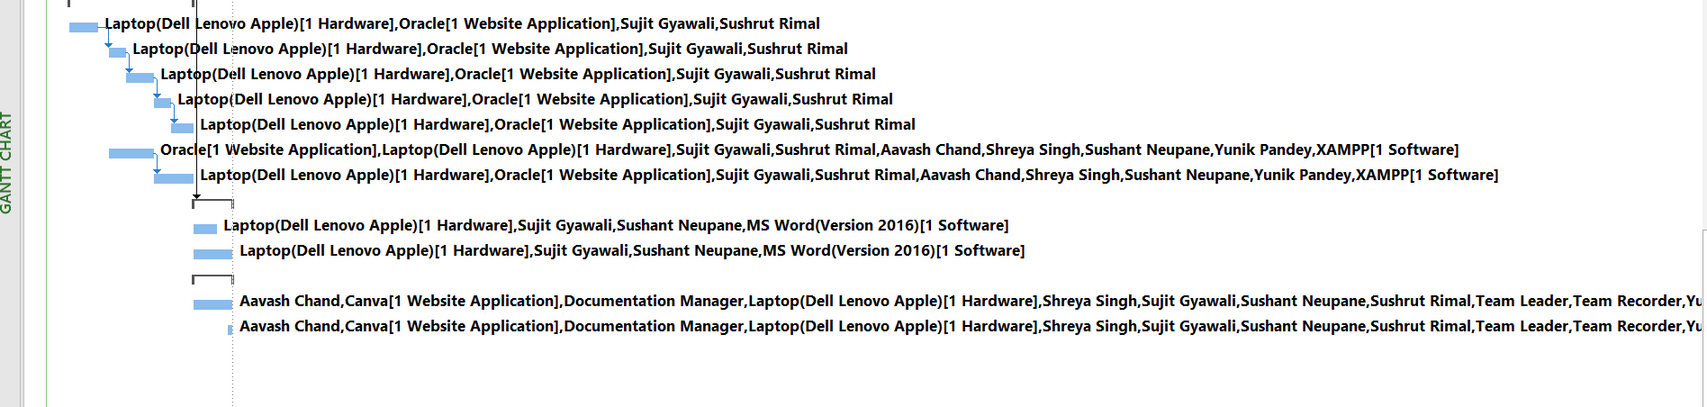 GANTT CHART
Laptop(Dell Lenovo Apple)[1 Hardware],Oracle[1 Website Application],Sujit Gyawali,Sushrut Rimal
Laptop(Dell Lenovo Apple)[1 Hardware],Oracle[1 Website Application],Sujit Gyawali,Sushrut Rimal
Laptop(Dell Lenovo Apple)[1 Hardware],Oracle[1 Website Application],Sujit Gyawali,Sushrut Rimal
Laptop(Dell Lenovo Apple)[1 Hardware],Oracle[1 Website Application],Sujit Gyawali,Sushrut Rimal
Laptop(Dell Lenovo Apple)[1 Hardware],Oracle[1 Website Application],Sujit Gyawali,Sushrut Rimal
Oracle[1 Website Application],Laptop(Dell Lenovo Apple)[1 Hardware],Sujit Gyawali,Sushrut Rimal,Aavash Chand,Shreya Singh,Sushant Neupane,Yunik Pandey,XAMPP[1 Software]
Laptop(Dell Lenovo Apple)[1 Hardware],Oracle[1 Website Application],Sujit Gyawali,Sushrut Rimal,Aavash Chand,Shreya Singh,Sushant Neupane,Yunik Pandey,XAMPP[1 Software]
Laptop(Dell Lenovo Apple)[1 Hardware],Sujit Gyawali,Sushant Neupane,MS Word(Version 2016)[1 Software]
Laptop(Dell Lenovo Apple)[1 Hardware],Sujit Gyawali,Sushant Neupane,MS Word(Version 2016)[1 Software]
Aavash Chand,Canva[1 Website Application],Documentation Manager,Laptop(Dell Lenovo Apple)[1 Hardware],Shreya Singh,Sujit Gyawali,Sushant Neupane,Sushrut Rimal,Team Leader,Team Recorder,Yu
Aavash Chand,Canva[1 Website Application],Documentation Manager,Laptop(Dell Lenovo Apple)[1 Hardware],Shreya Singh,Sujit Gyawali,Sushant Neupane,Sushrut Rimal,Team Leader,Team Recorder,Yu